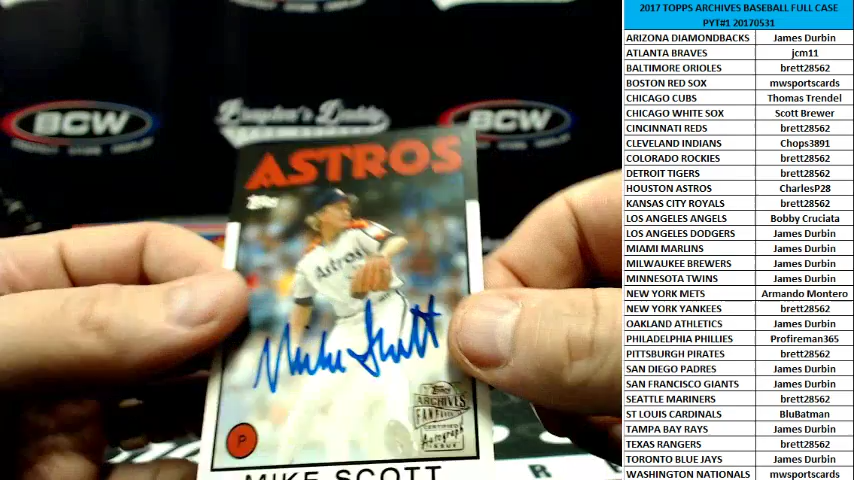 BCW
BCW
ASTROS
Topps
Astros
Mike Scott
Topps
ARCHIVES
FAN FAVORITES
CERTIFIED
Autograph
ISSUE
P
MIKE SCOTT
2017 TOPPS ARCHIVES BASEBALL FULL CASE
PYT#1 20170531
ARIZONA DIAMONDBACKS James Durbin
ATLANTA BRAVES jcm11
BALTIMORE ORIOLES brett28562
BOSTON RED SOX mwsportscards
CHICAGO CUBS Thomas Trendel
CHICAGO WHITE SOX Scott Brewer
CINCINNATI REDS brett28562
CLEVELAND INDIANS Chops3891
COLORADO ROCKIES brett28562
DETROIT TIGERS brett28562
HOUSTON ASTROS CharlesP28
KANSAS CITY ROYALS brett28562
LOS ANGELES ANGELS Bobby Cruciata
LOS ANGELES DODGERS James Durbin
MIAMI MARLINS James Durbin
MILWAUKEE BREWERS James Durbin
MINNESOTA TWINS James Durbin
NEW YORK METS Armando Montero
NEW YORK YANKEES brett28562
OAKLAND ATHLETICS James Durbin
PHILADELPHIA PHILLIES Profireman365
PITTSBURGH PIRATES brett28562
SAN DIEGO PADRES James Durbin
SAN FRANCISCO GIANTS James Durbin
SEATTLE MARINERS brett28562
ST LOUIS CARDINALS BluBatman
TAMPA BAY RAYS James Durbin
TEXAS RANGERS brett28562
TORONTO BLUE JAYS James Durbin
WASHINGTON NATIONALS mwsportscards